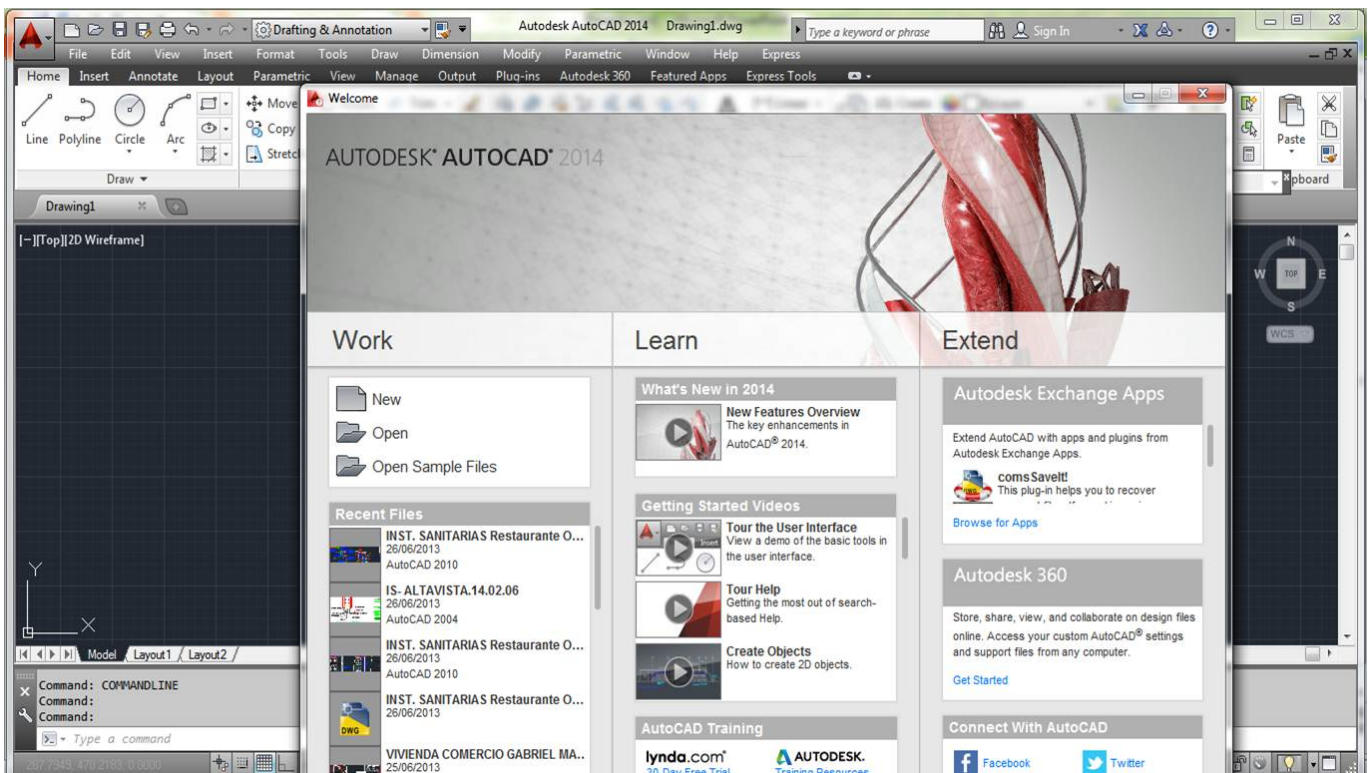 Drafting & Annotation
Autodesk AutoCAD 2014 Drawing1.dwg
Type a keyword or phrase
Sign In
File Edit View Insert Format Tools Draw Dimension Modify Parametric Window Help Express
Home Insert Annotate Layout Parametric View Manage Output Plug-ins Autodesk 360 Featured Apps Express Tools
Line Polyline Circle Arc
Move
Copy
Stretc
Draw
Paste
pboard
Drawing1
[−][Top][2D Wireframe]
N
W TOP E
S
WCS
Y
X
Model Layout1 Layout2
Command: COMMANDLINE
Command:
Command:
Type a command
Welcome
AUTODESK® AUTOCAD® 2014
Work
New
Open
Open Sample Files
Recent Files
INST. SANITARIAS Restaurante O...
26/06/2013
AutoCAD 2010
IS- ALTAVISTA.14.02.06
26/06/2013
AutoCAD 2004
INST. SANITARIAS Restaurante O...
26/06/2013
AutoCAD 2010
INST. SANITARIAS Restaurante O...
26/06/2013
DWG
VIVIENDA COMERCIO GABRIEL MA..
25/06/2013
Learn
What's New in 2014
New Features Overview
The key enhancements in
AutoCAD® 2014.
Getting Started Videos
Tour the User Interface
View a demo of the basic tools in
the user interface.
Tour Help
Getting the most out of search-
based Help.
Create Objects
How to create 2D objects.
AutoCAD Training
lynda.com®
30-Day Free Trial
AUTODESK.
Training Resources
Extend
Autodesk Exchange Apps
Extend AutoCAD with apps and plugins from
Autodesk Exchange Apps.
comsSaveIt!
This plug-in helps you to recover
Browse for Apps
Autodesk 360
Store, share, view, and collaborate on design files
online. Access your custom AutoCAD® settings
and support files from any computer.
Get Started
Connect With AutoCAD
Facebook
Twitter